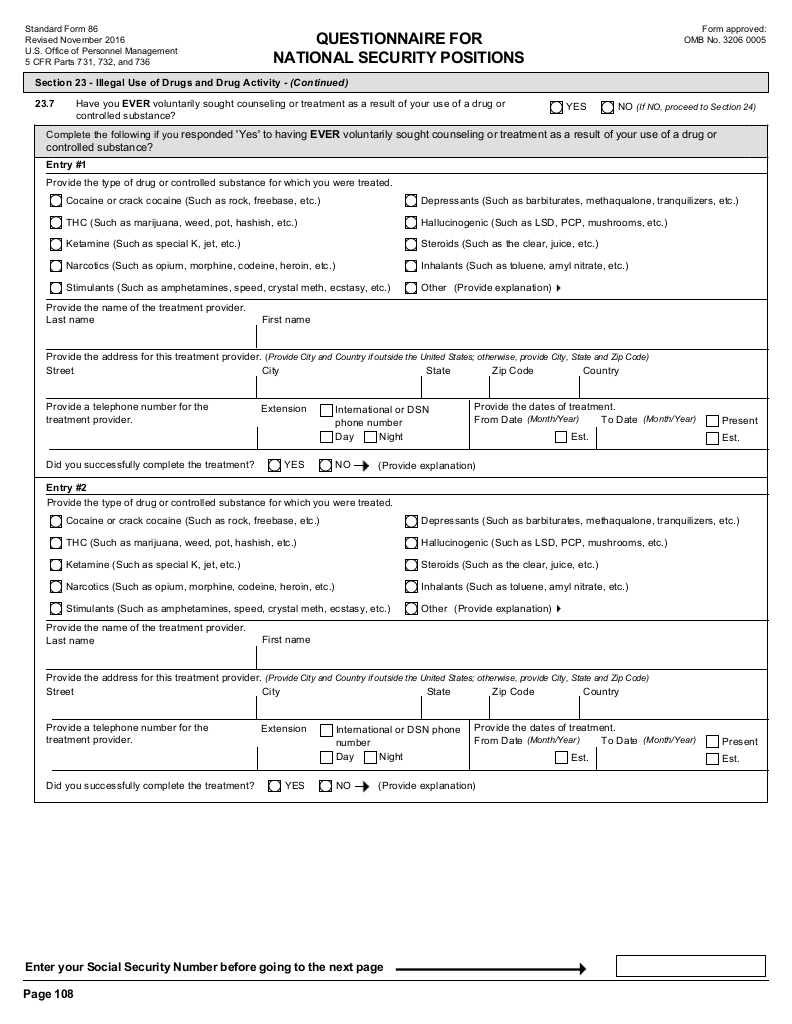 Standard Form 86
Revised November 2016
U.S. Office of Personnel Management
5 CFR Parts 731, 732, and 736
QUESTIONNAIRE FOR
NATIONAL SECURITY POSITIONS
Form approved:
OMB No. 3206 0005
Section 23 - Illegal Use of Drugs and Drug Activity - (Continued)
23.7 Have you EVER voluntarily sought counseling or treatment as a result of your use of a drug or
controlled substance?
YES NO (If NO, proceed to Section 24)
Complete the following if you responded 'Yes' to having EVER voluntarily sought counseling or treatment as a result of your use of a drug or
controlled substance?
Entry #1
Provide the type of drug or controlled substance for which you were treated.
Cocaine or crack cocaine (Such as rock, freebase, etc.) Depressants (Such as barbiturates, methaqualone, tranquilizers, etc.)
THC (Such as marijuana, weed, pot, hashish, etc.) Hallucinogenic (Such as LSD, PCP, mushrooms, etc.)
Ketamine (Such as special K, jet, etc.) Steroids (Such as the clear, juice, etc.)
Narcotics (Such as opium, morphine, codeine, heroin, etc.) Inhalants (Such as toluene, amyl nitrate, etc.)
Stimulants (Such as amphetamines, speed, crystal meth, ecstasy, etc.) Other (Provide explanation)
Provide the name of the treatment provider.
Last name First name
Provide the address for this treatment provider. (Provide City and Country if outside the United States; otherwise, provide City, State and Zip Code)
Street City State Zip Code Country
Provide a telephone number for the
treatment provider.
Extension
International or DSN
phone number
Day Night
Provide the dates of treatment.
From Date (Month/Year) To Date (Month/Year) Present
Est. Est.
Did you successfully complete the treatment? YES NO (Provide explanation)
Entry #2
Provide the type of drug or controlled substance for which you were treated.
Cocaine or crack cocaine (Such as rock, freebase, etc.) Depressants (Such as barbiturates, methaqualone, tranquilizers, etc.)
THC (Such as marijuana, weed, pot, hashish, etc.) Hallucinogenic (Such as LSD, PCP, mushrooms, etc.)
Ketamine (Such as special K, jet, etc.) Steroids (Such as the clear, juice, etc.)
Narcotics (Such as opium, morphine, codeine, heroin, etc.) Inhalants (Such as toluene, amyl nitrate, etc.)
Stimulants (Such as amphetamines, speed, crystal meth, ecstasy, etc.) Other (Provide explanation)
Provide the name of the treatment provider.
Last name First name
Provide the address for this treatment provider. (Provide City and Country if outside the United States; otherwise, provide City, State and Zip Code)
Street City State Zip Code Country
Provide a telephone number for the
treatment provider.
Extension
International or DSN phone
number
Day Night
Provide the dates of treatment.
From Date (Month/Year) To Date (Month/Year) Present
Est. Est.
Did you successfully complete the treatment? YES NO (Provide explanation)
Enter your Social Security Number before going to the next page
Page 108